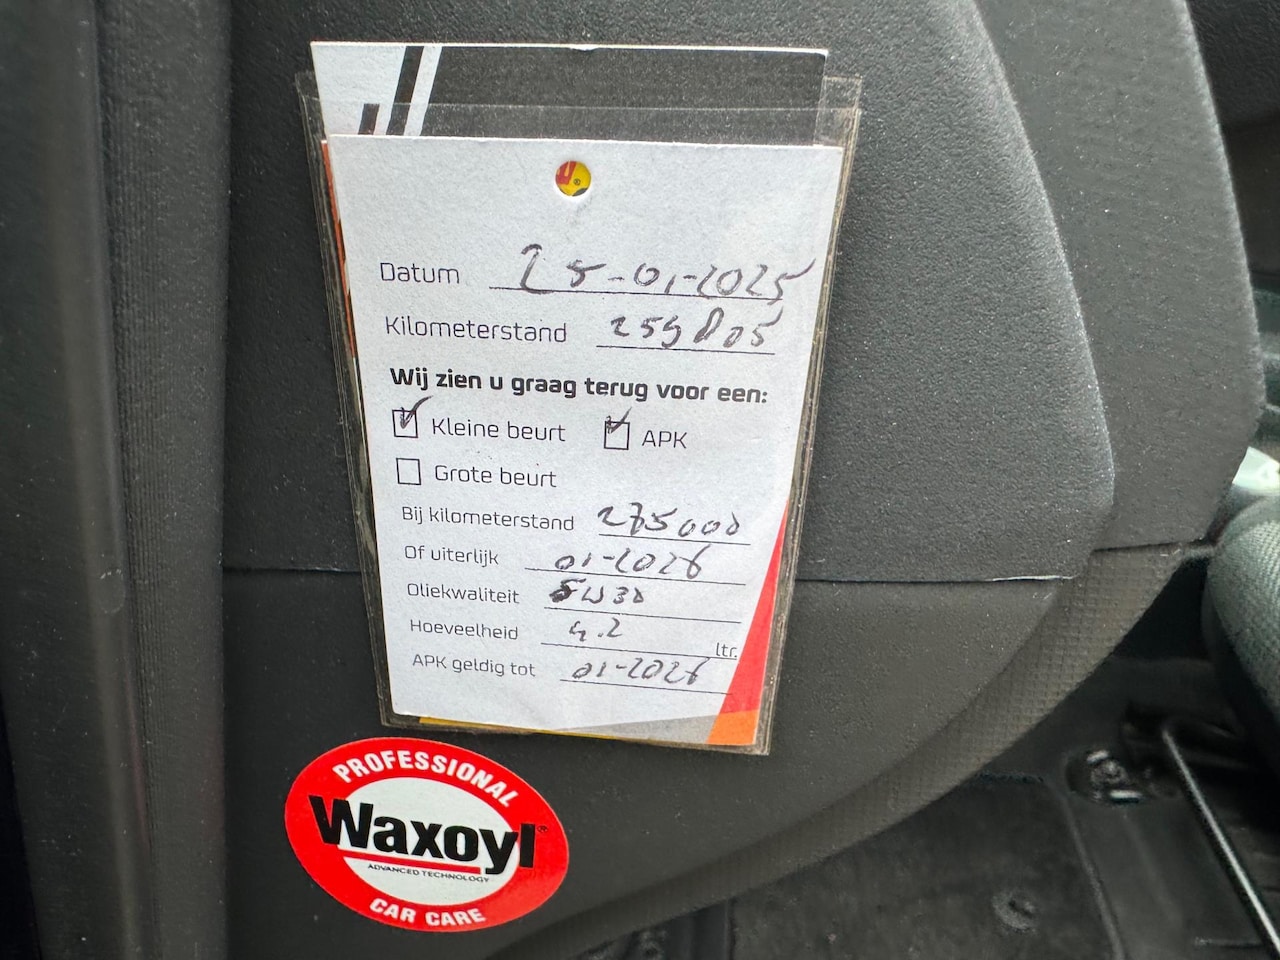 Datum 28-01-2025
Kilometerstand 259805
Wij zien u graag terug voor een:
Kleine beurt APK
Grote beurt
Bij kilometerstand 275000
Of uiterlijk 01-2026
Oliekwaliteit 5W30
Hoeveelheid 4.2 ltr.
APK geldig tot 01-2026
PROFESSIONAL
Waxoyl®
ADVANCED TECHNOLOGY
CAR CARE